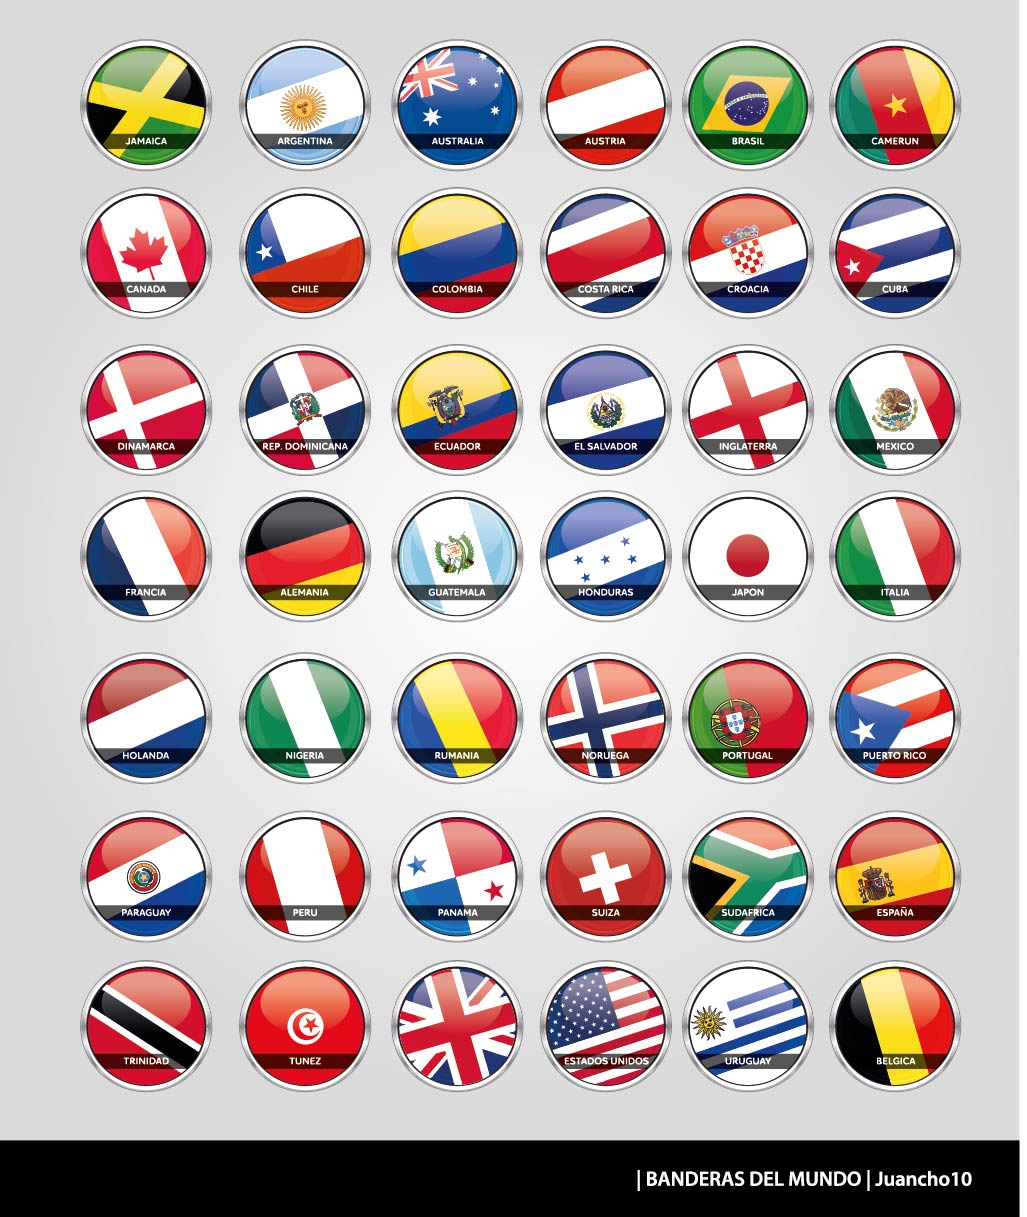 JAMAICA
ARGENTINA
AUSTRALIA
AUSTRIA
BRASIL
CAMERUN
CANADA
CHILE
COLOMBIA
COSTA RICA
CROACIA
CUBA
DINAMARCA
REP. DOMINICANA
ECUADOR
EL SALVADOR
INGLATERRA
MEXICO
FRANCIA
ALEMANIA
GUATEMALA
HONDURAS
JAPON
ITALIA
HOLANDA
NIGERIA
RUMANIA
NORUEGA
PORTUGAL
PUERTO RICO
PARAGUAY
PERU
PANAMA
SUIZA
SUDAFRICA
ESPAÑA
TRINIDAD
TUNEZ
ESTADOS UNIDOS
URUGUAY
BELGICA
| BANDERAS DEL MUNDO | Juancho10